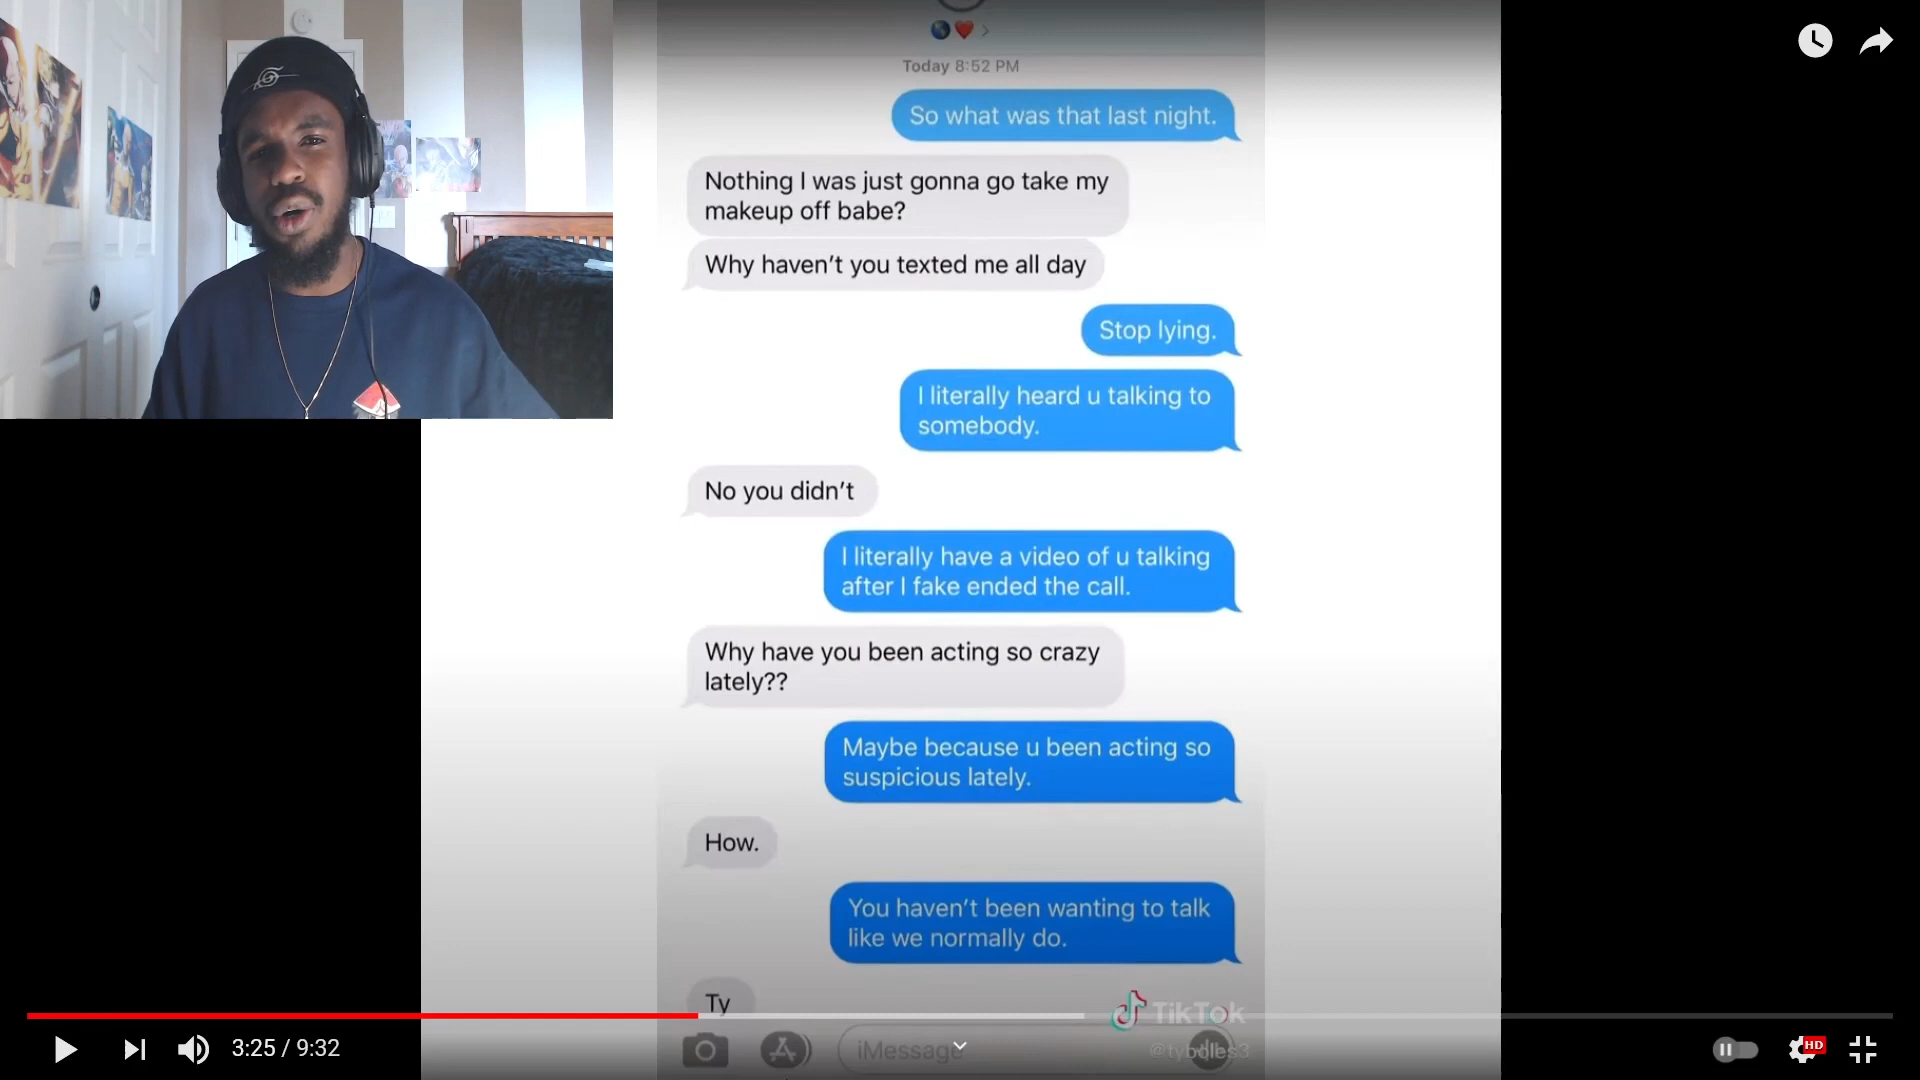 Today 8:52 PM
So what was that last night.
Nothing I was just gonna go take my
makeup off babe?
Why haven't you texted me all day
Stop lying.
I literally heard u talking to
somebody.
No you didn't
I literally have a video of u talking
after I fake ended the call.
Why have you been acting so crazy
lately??
Maybe because u been acting so
suspicious lately.
How.
You haven't been wanting to talk
like we normally do.
Ty
TikTok
iMessage
@tyboles3
3:25 / 9:32
HD